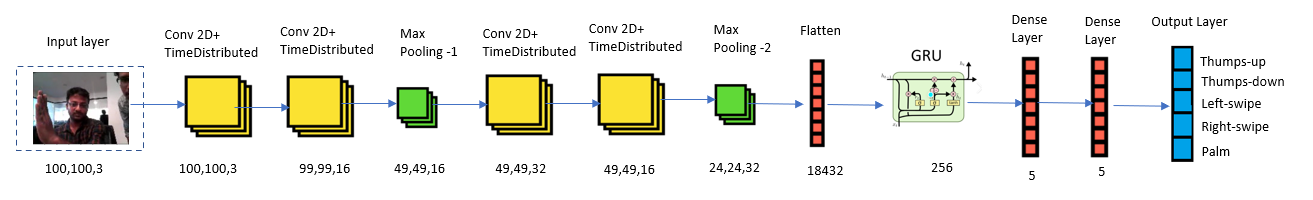 Input layer
100,100,3
Conv 2D+
TimeDistributed
100,100,3
Conv 2D+
TimeDistributed
99,99,16
Max
Pooling -1
49,49,16
Conv 2D+
TimeDistributed
49,49,32
Conv 2D+
TimeDistributed
49,49,16
Max
Pooling -2
24,24,32
Flatten
18432
GRU
256
Dense
Layer
5
Dense
Layer
5
Output Layer
Thumps-up
Thumps-down
Left-swipe
Right-swipe
Palm